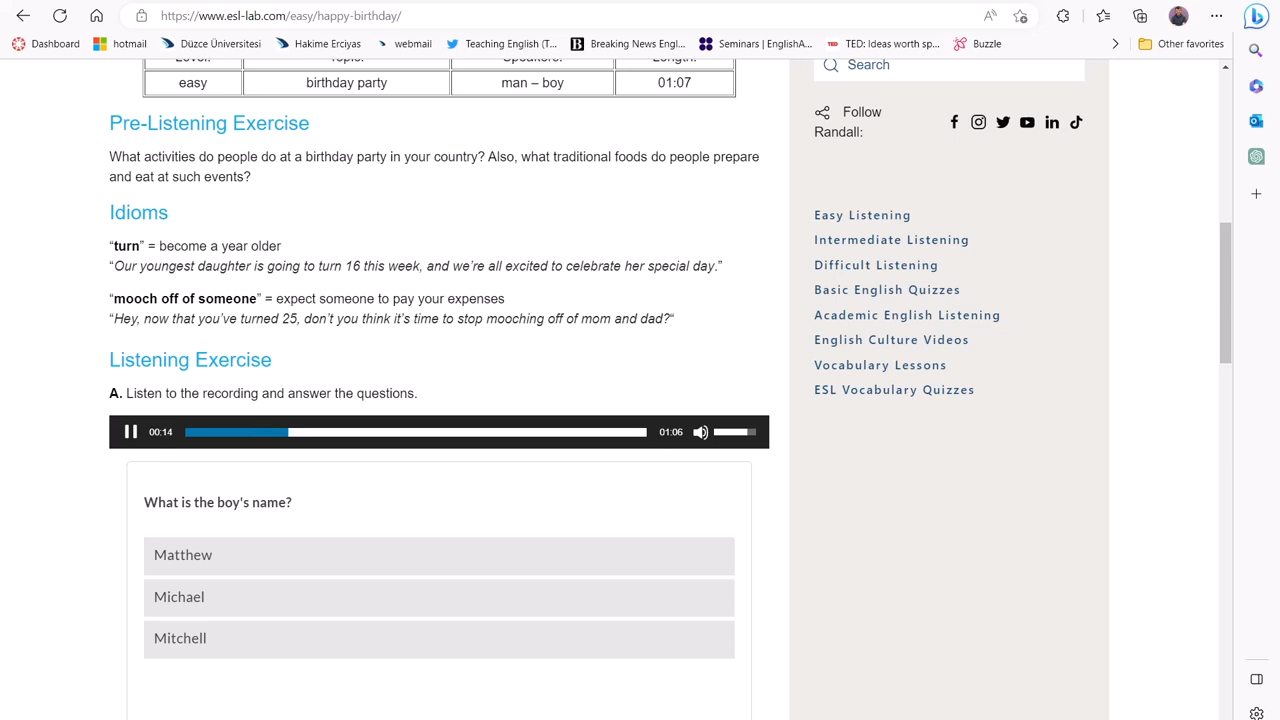 https://www.esl-lab.com/easy/happy-birthday/
Dashboard hotmail Düzce Üniversitesi Hakime Erciyas webmail Teaching English (T... Breaking News Engl... Seminars | EnglishA... TED: Ideas worth sp... Buzzle Other favorites
Level: Topic: Speakers: Length:
easy birthday party man – boy 01:07
Pre-Listening Exercise
What activities do people do at a birthday party in your country? Also, what traditional foods do people prepare
and eat at such events?
Idioms
“turn” = become a year older
“Our youngest daughter is going to turn 16 this week, and we’re all excited to celebrate her special day.”
“mooch off of someone” = expect someone to pay your expenses
“Hey, now that you’ve turned 25, don’t you think it’s time to stop mooching off of mom and dad?“
Listening Exercise
A. Listen to the recording and answer the questions.
00:14 01:06
What is the boy's name?
Matthew
Michael
Mitchell
Search
Follow
Randall:
Easy Listening
Intermediate Listening
Difficult Listening
Basic English Quizzes
Academic English Listening
English Culture Videos
Vocabulary Lessons
ESL Vocabulary Quizzes